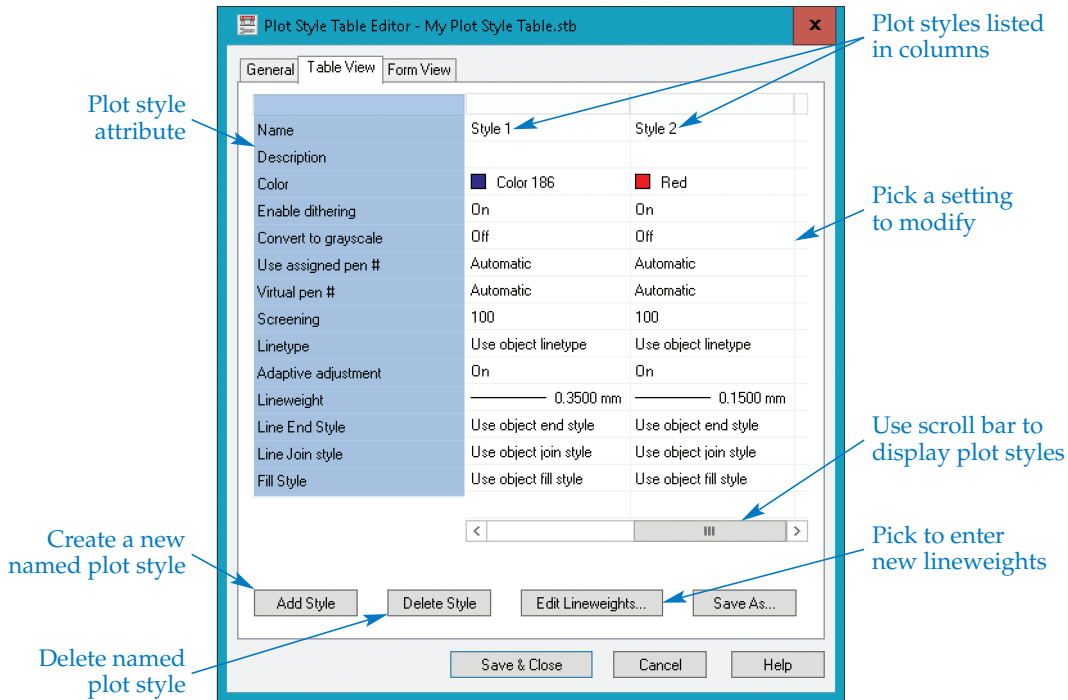 Plot Style Table Editor - My Plot Style Table.stb
x
Plot styles listed
in columns
General Table View Form View
Plot style
attribute
Name Style 1 Style 2
Description
Color Color 186 Red
Enable dithering On On
Convert to grayscale Off Off
Pick a setting
to modify
Use assigned pen # Automatic Automatic
Virtual pen # Automatic Automatic
Screening 100 100
Linetype Use object linetype Use object linetype
Adaptive adjustment On On
Lineweight 0.3500 mm 0.1500 mm
Line End Style Use object end style Use object end style
Line Join style Use object join style Use object join style
Fill Style Use object fill style Use object fill style
Use scroll bar to
display plot styles
Create a new
named plot style
Pick to enter
new lineweights
Add Style Delete Style Edit Lineweights... Save As...
Delete named
plot style
Save & Close Cancel Help